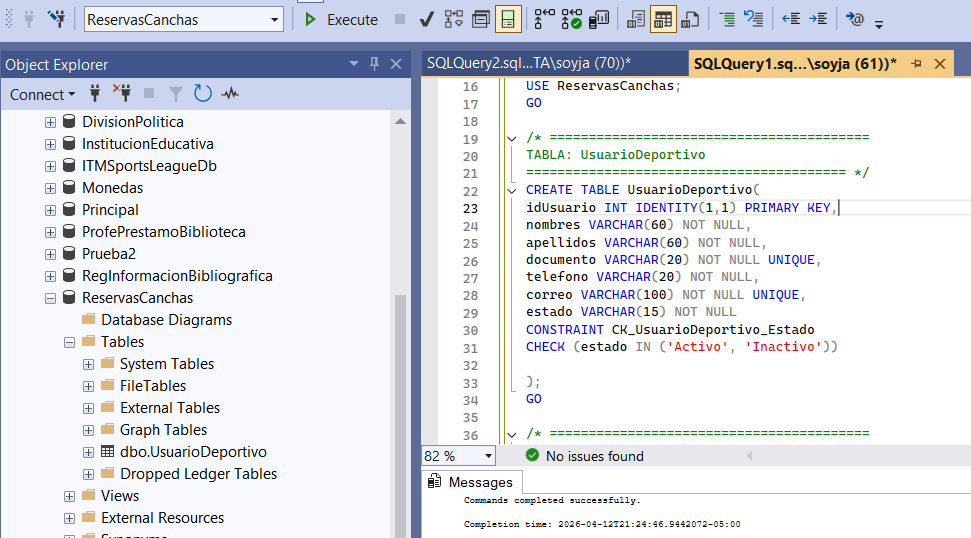 ReservasCanchas
Execute
Object Explorer
Connect
DivisionPolitica
InstitucionEducativa
ITMSportsLeagueDb
Monedas
Principal
ProfePrestamoBiblioteca
Prueba2
RegInformacionBibliografica
ReservasCanchas
Database Diagrams
Tables
System Tables
FileTables
External Tables
Graph Tables
dbo.UsuarioDeportivo
Dropped Ledger Tables
Views
External Resources
SQLQuery2.sql...TA\soyja (70))*
SQLQuery1.sq...\soyja (61))*
16 USE ReservasCanchas;
17 GO
18
19 /* =========================================
20 TABLA: UsuarioDeportivo
21 ========================================= */
22 CREATE TABLE UsuarioDeportivo(
23 idUsuario INT IDENTITY(1,1) PRIMARY KEY,
24 nombres VARCHAR(60) NOT NULL,
25 apellidos VARCHAR(60) NOT NULL,
26 documento VARCHAR(20) NOT NULL UNIQUE,
27 telefono VARCHAR(20) NOT NULL,
28 correo VARCHAR(100) NOT NULL UNIQUE,
29 estado VARCHAR(15) NOT NULL
30 CONSTRAINT CK_UsuarioDeportivo_Estado
31 CHECK (estado IN ('Activo', 'Inactivo'))
32
33 );
34 GO
35
36 /* =========================================
82 %
No issues found
Messages
Commands completed successfully.
Completion time: 2026-04-12T21:24:46.9442072-05:00